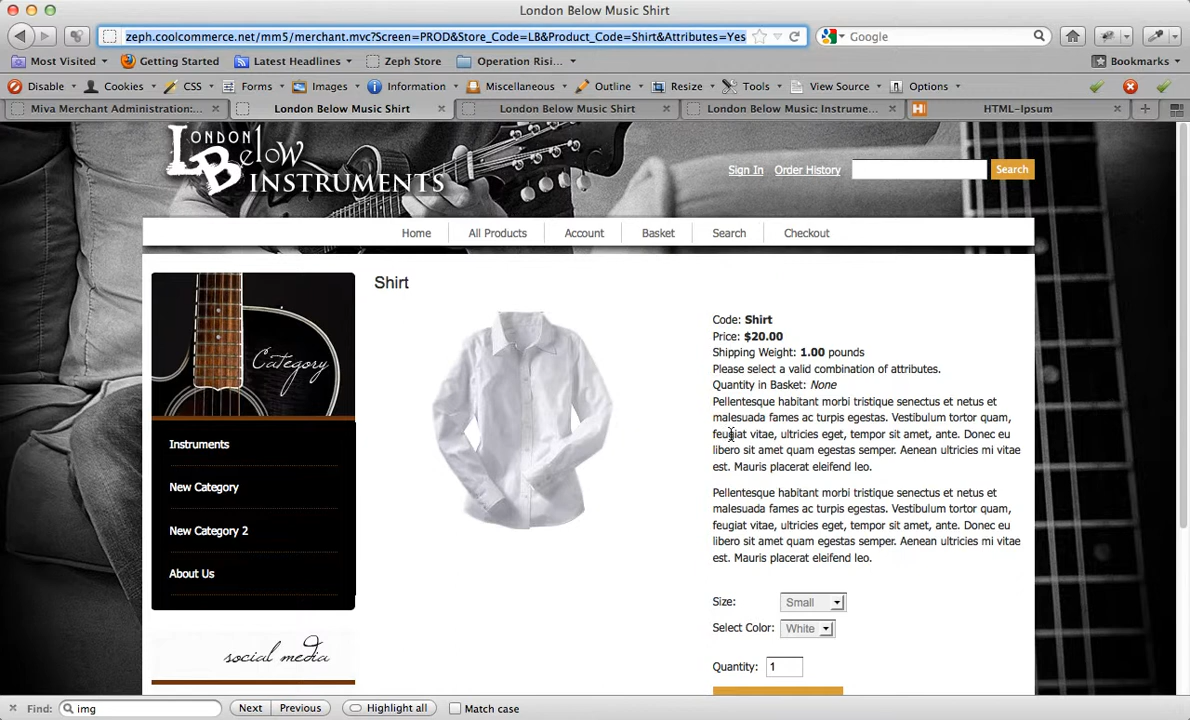 London Below Music Shirt
zeph.coolcommerce.net/mm5/merchant.mvc?Screen=PROD&Store_Code=LB&Product_Code=Shirt&Attributes=Yes
Google
Most Visited
Getting Started
Latest Headlines
Zeph Store
Operation Risi...
Bookmarks
Disable
Cookies
CSS
Forms
Images
Information
Miscellaneous
Outline
Resize
Tools
View Source
Options
Miva Merchant Administration:...
London Below Music Shirt
London Below Music Shirt
London Below Music: Instrume...
HTML-Ipsum
LONDON
BELOW
INSTRUMENTS
Sign In
Order History
Search
Home
All Products
Account
Basket
Search
Checkout
Category
Instruments
New Category
New Category 2
About Us
social media
Shirt
Code: Shirt
Price: $20.00
Shipping Weight: 1.00 pounds
Please select a valid combination of attributes.
Quantity in Basket: None
Pellentesque habitant morbi tristique senectus et netus et
malesuada fames ac turpis egestas. Vestibulum tortor quam,
feugiat vitae, ultricies eget, tempor sit amet, ante. Donec eu
libero sit amet quam egestas semper. Aenean ultricies mi vitae
est. Mauris placerat eleifend leo.
Pellentesque habitant morbi tristique senectus et netus et
malesuada fames ac turpis egestas. Vestibulum tortor quam,
feugiat vitae, ultricies eget, tempor sit amet, ante. Donec eu
libero sit amet quam egestas semper. Aenean ultricies mi vitae
est. Mauris placerat eleifend leo.
Size: Small
Select Color: White
Quantity: 1
Find: img
Next
Previous
Highlight all
Match case